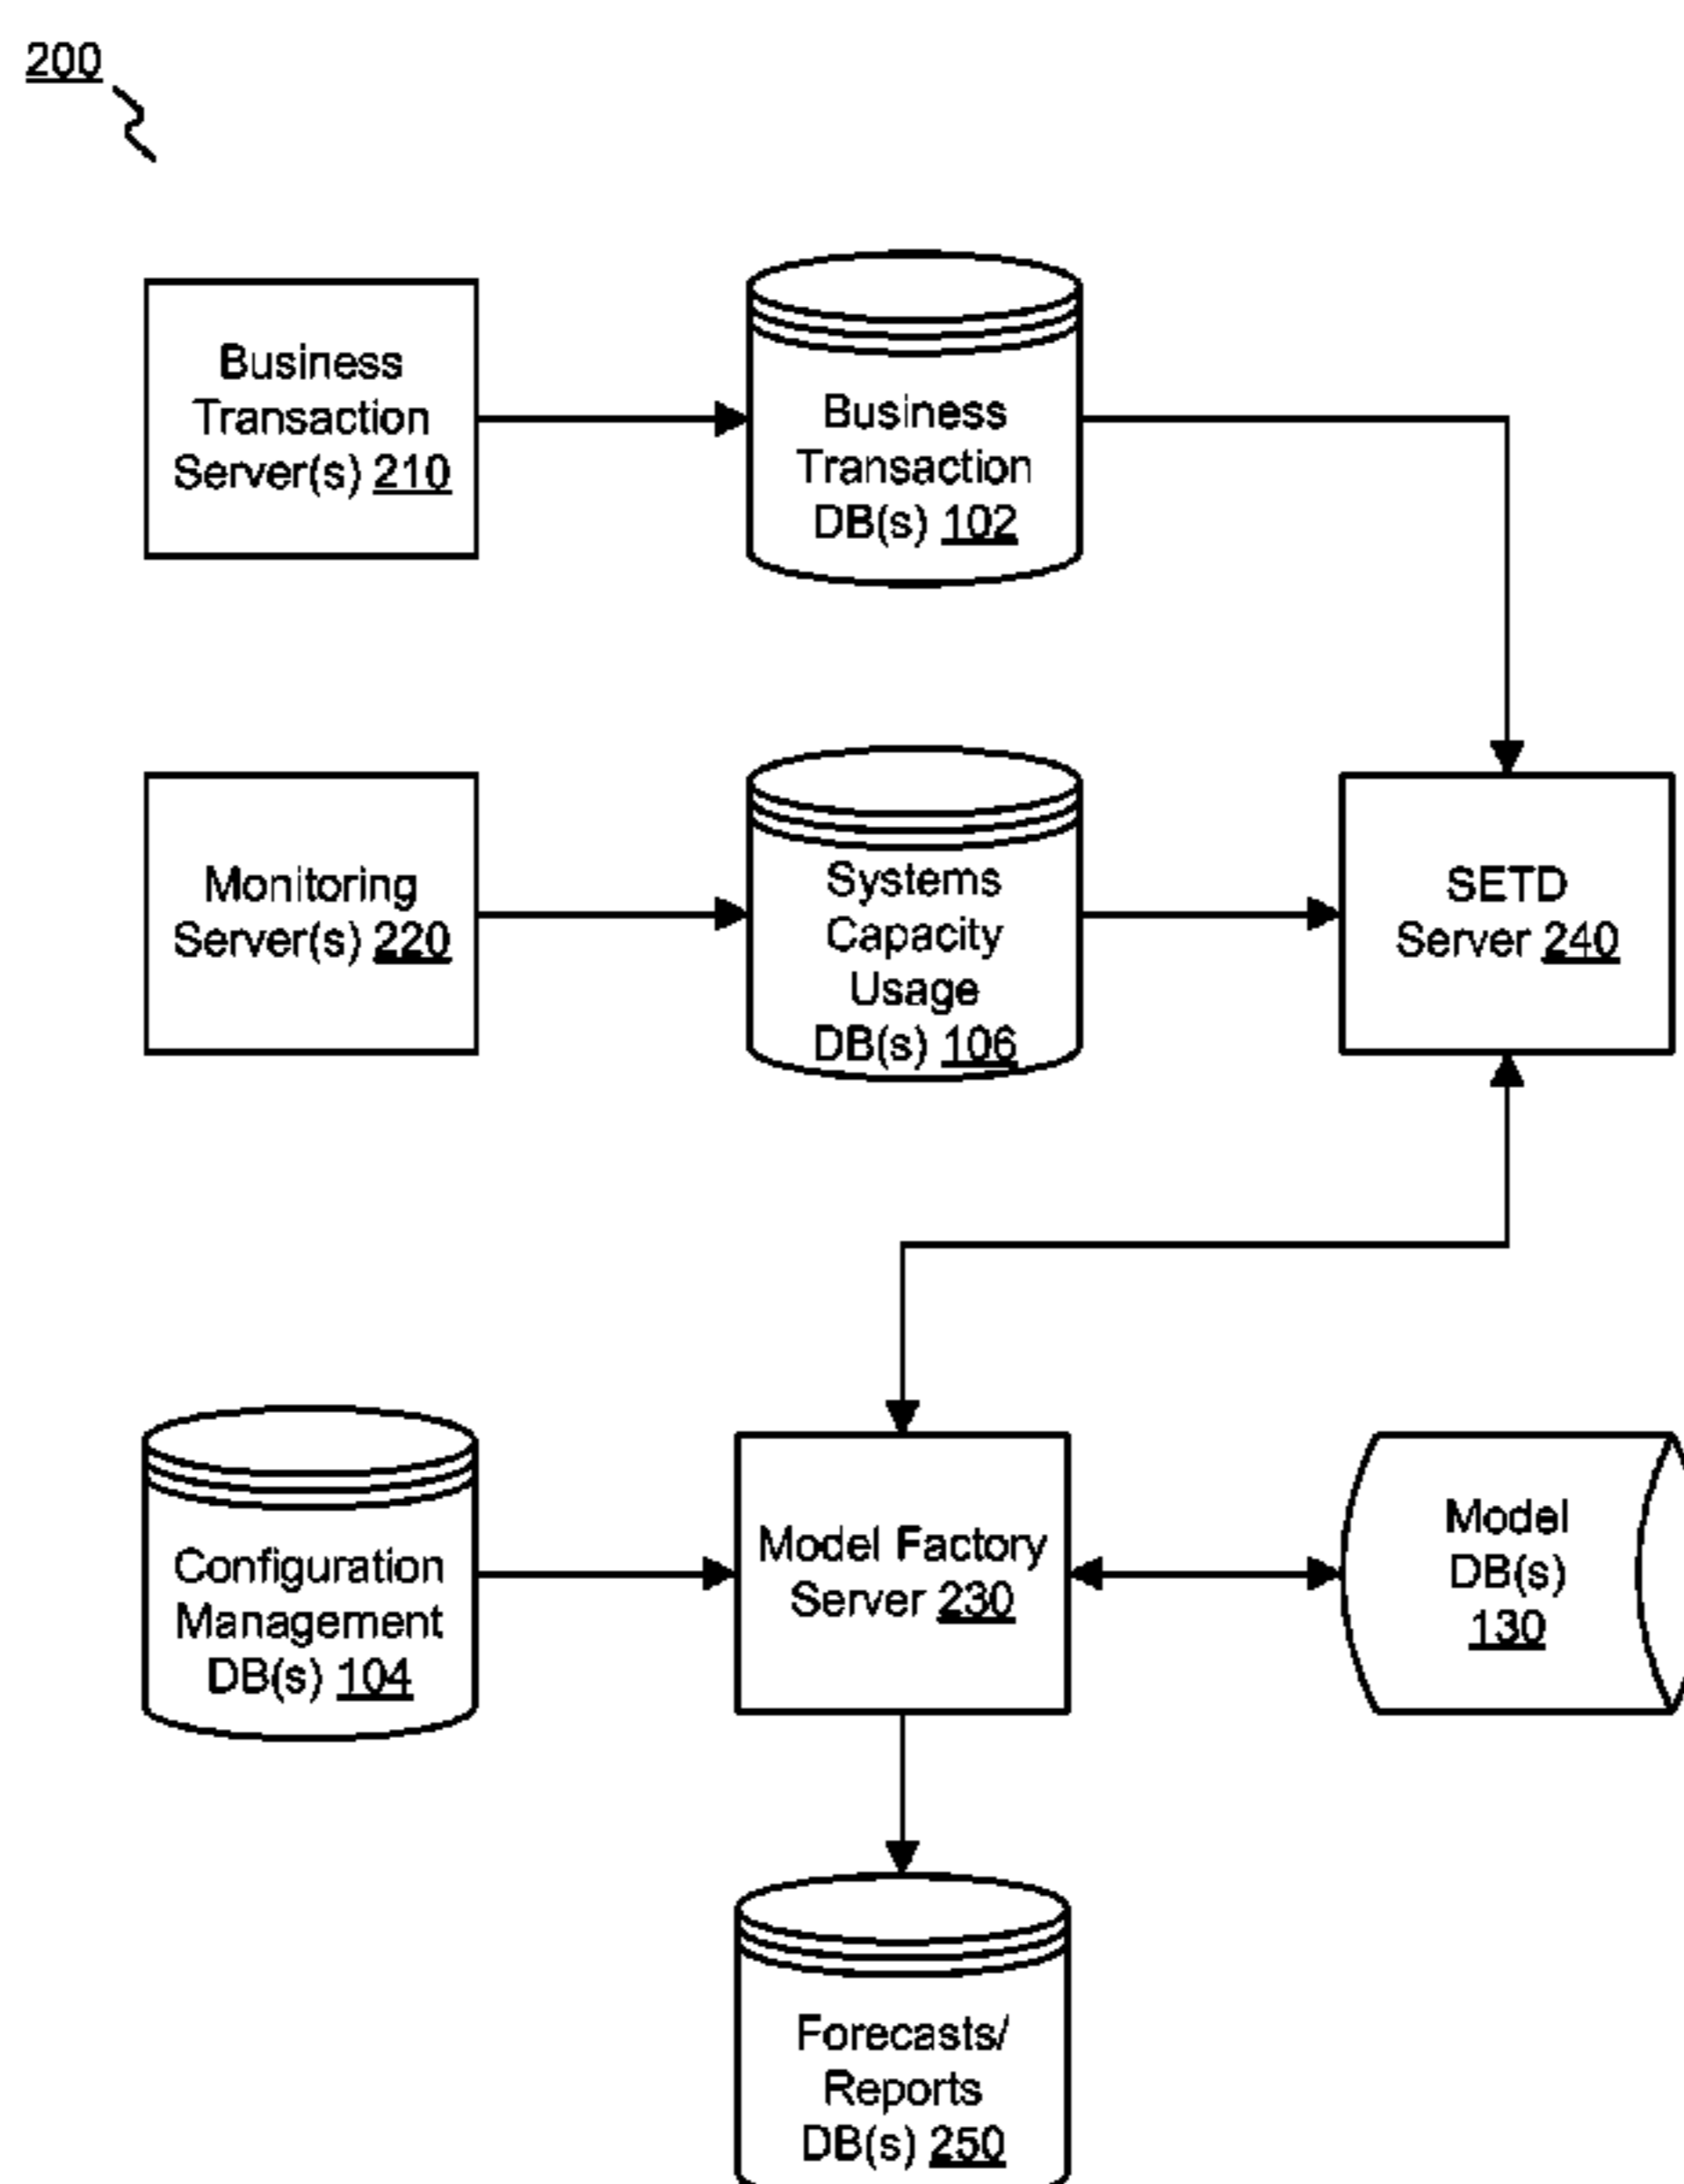 200
Business
Transaction
Server(s) 210
Business
Transaction
DB(s) 102
Monitoring
Server(s) 220
Systems
Capacity
Usage
DB(s) 106
SETD
Server 240
Configuration
Management
DB(s) 104
Model Factory
Server 230
Model
DB(s)
130
Forecasts/
Reports
DB(s) 250